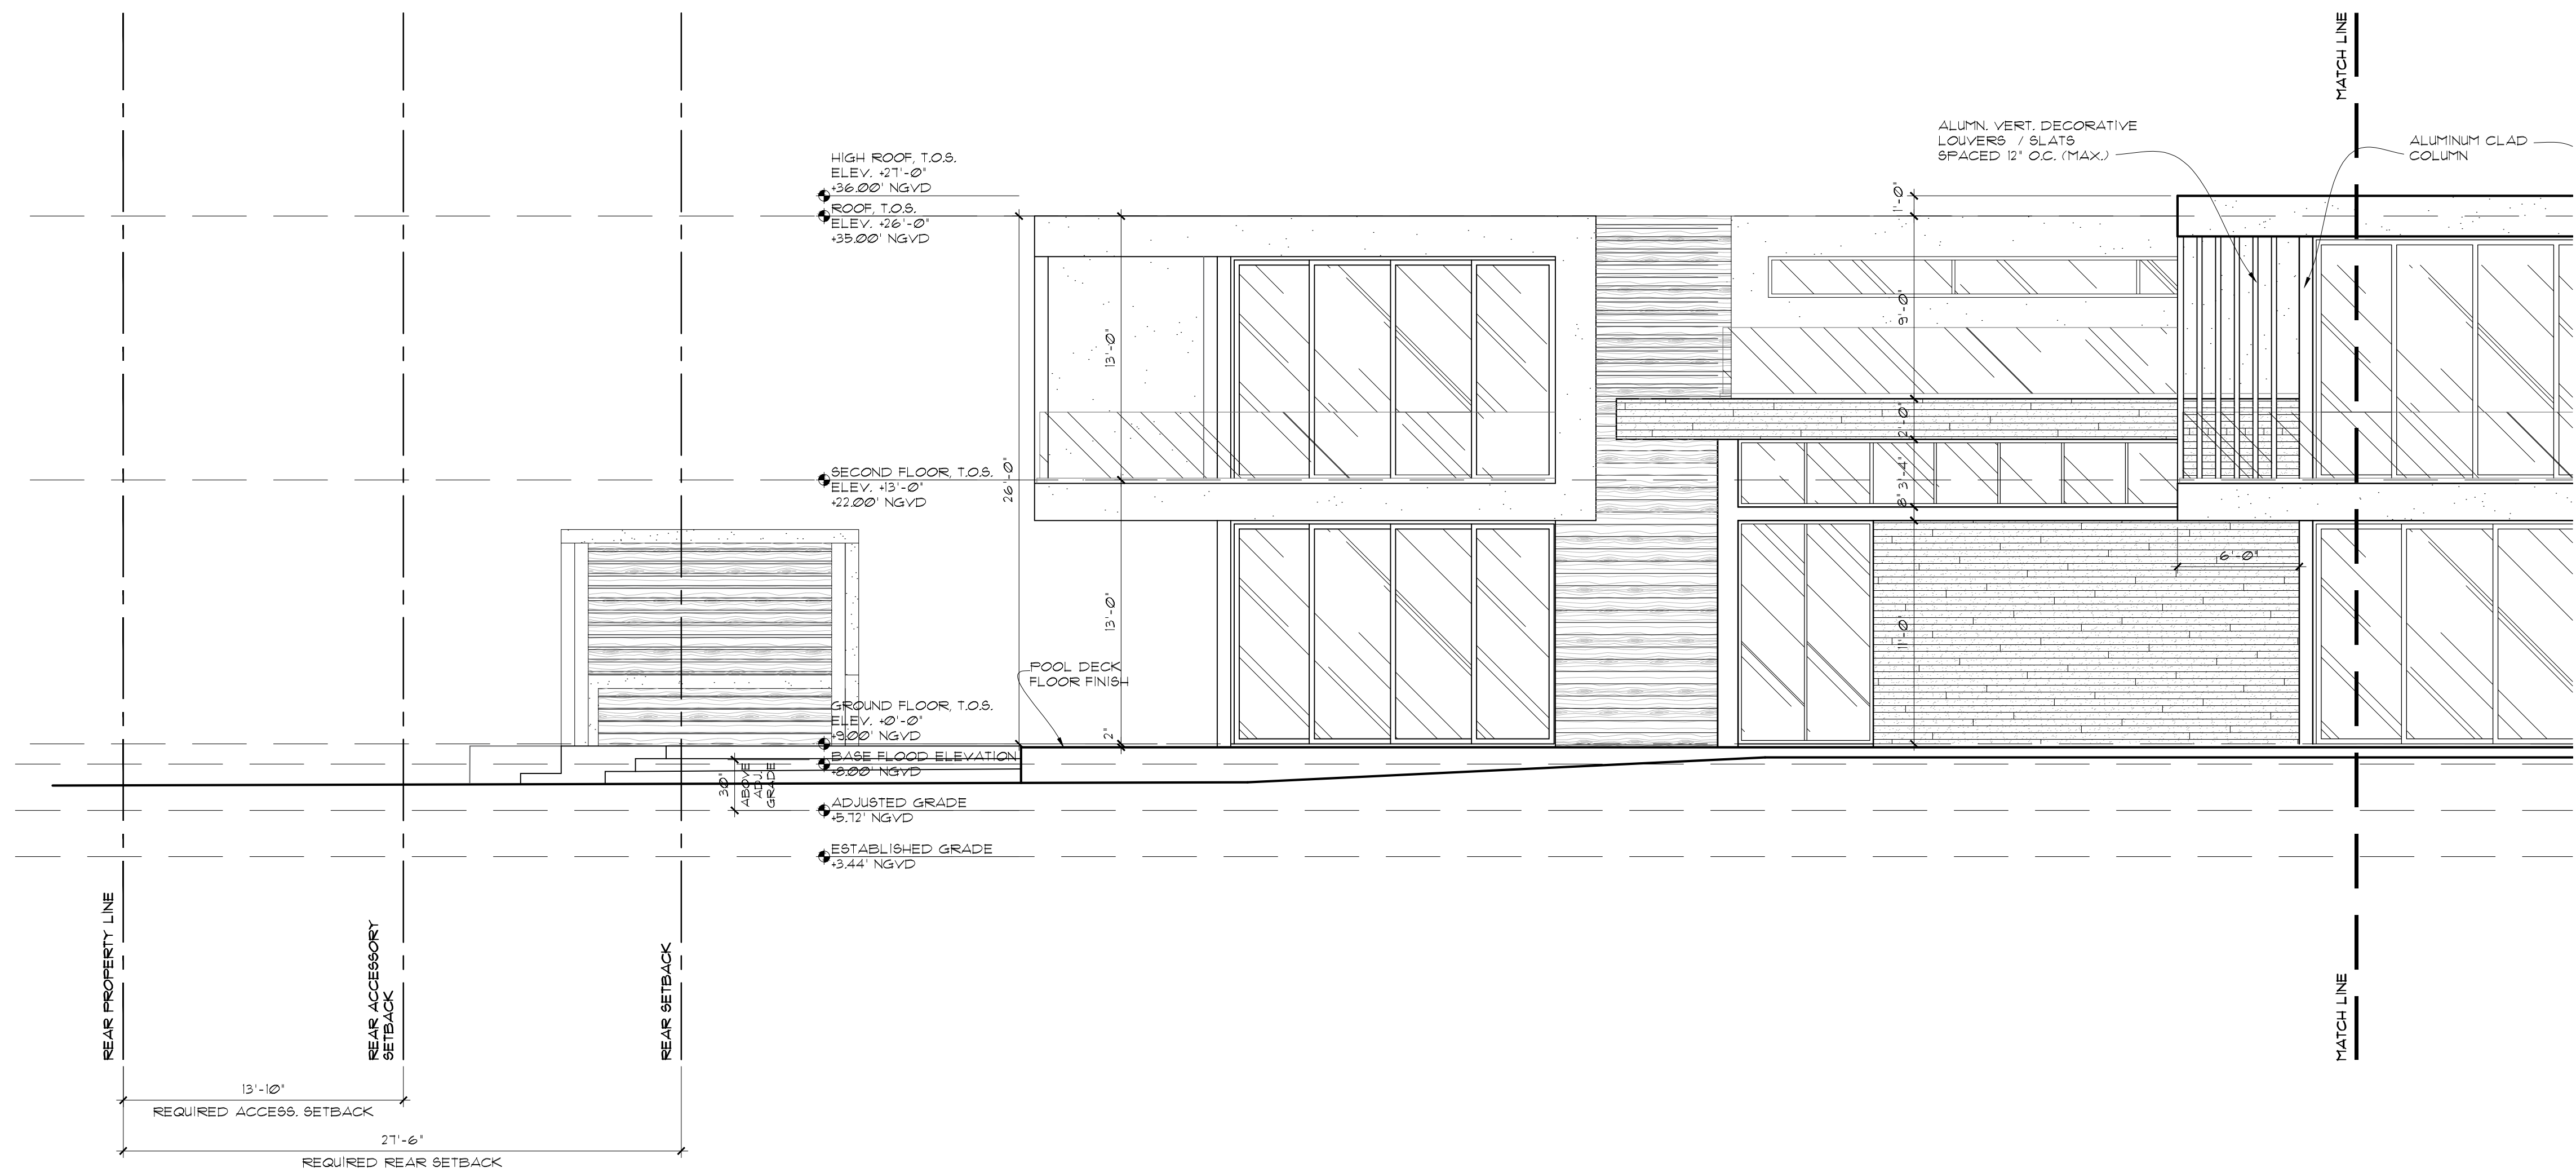 MATCH LINE
ALUMN. VERT. DECORATIVE
LOUVERS / SLATS
SPACED 12" O.C. (MAX.)
ALUMINUM CLAD
COLUMN
HIGH ROOF, T.O.S.
ELEV. +27'-0"
+36.00' NGVD
ROOF, T.O.S.
ELEV. +26'-0"
+35.00' NGVD
1'-0"
13'-0"
9'-0"
2'-0"
SECOND FLOOR, T.O.S.
ELEV. +13'-0"
+22.00' NGVD
26'-0"
3'-4"
8"
6'-0"
13'-0"
11'-0"
POOL DECK
FLOOR FINISH
GROUND FLOOR, T.O.S.
ELEV. +0'-0"
+9.00' NGVD
2"
BASE FLOOD ELEVATION
+8.00' NGVD
30"
ABOVE
ADJ.
GRADE
ADJUSTED GRADE
+5.72' NGVD
ESTABLISHED GRADE
+3.44' NGVD
REAR PROPERTY LINE
REAR ACCESSORY
SETBACK
REAR SETBACK
MATCH LINE
13'-10"
REQUIRED ACCESS. SETBACK
27'-6"
REQUIRED REAR SETBACK